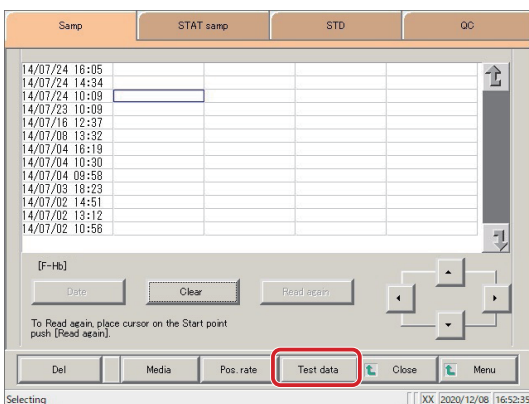 Samp STAT samp STD QC
14/07/24 16:05
14/07/24 14:34
14/07/24 10:09
14/07/23 10:09
14/07/16 12:37
14/07/08 13:32
14/07/04 16:19
14/07/04 10:30
14/07/04 09:58
14/07/03 18:23
14/07/02 14:51
14/07/02 13:12
14/07/02 10:56
[F-Hb]
Date Clear Read again
To Read again, place cursor on the Start point
push [Read again].
Del Media Pos. rate Test data Close Menu
Selecting XX 2020/12/08 16:52:35